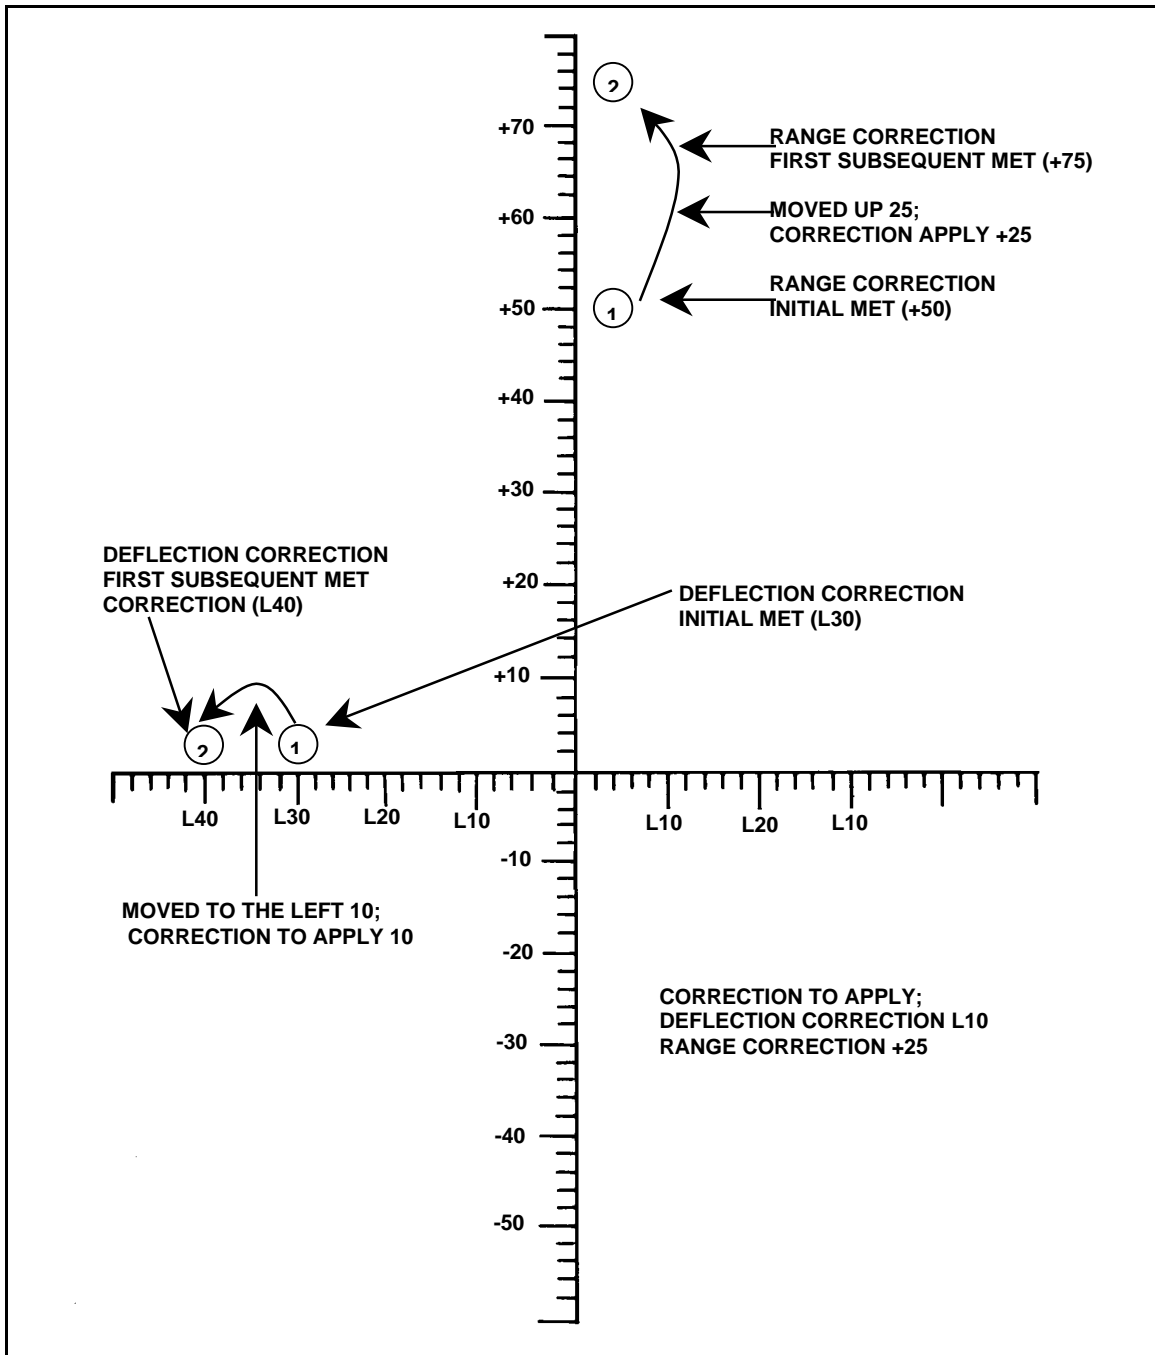 2
+70
RANGE CORRECTION
FIRST SUBSEQUENT MET (+75)
MOVED UP 25;
CORRECTION APPLY +25
+60
RANGE CORRECTION
INITIAL MET (+50)
1
+50
+40
+30
DEFLECTION CORRECTION
FIRST SUBSEQUENT MET
CORRECTION (L40)
+20
DEFLECTION CORRECTION
INITIAL MET (L30)
+10
2
1
L40
L30
L20
L10
L10
L20
L10
-10
MOVED TO THE LEFT 10;
CORRECTION TO APPLY 10
-20
CORRECTION TO APPLY;
DEFLECTION CORRECTION L10
RANGE CORRECTION +25
-30
-40
-50